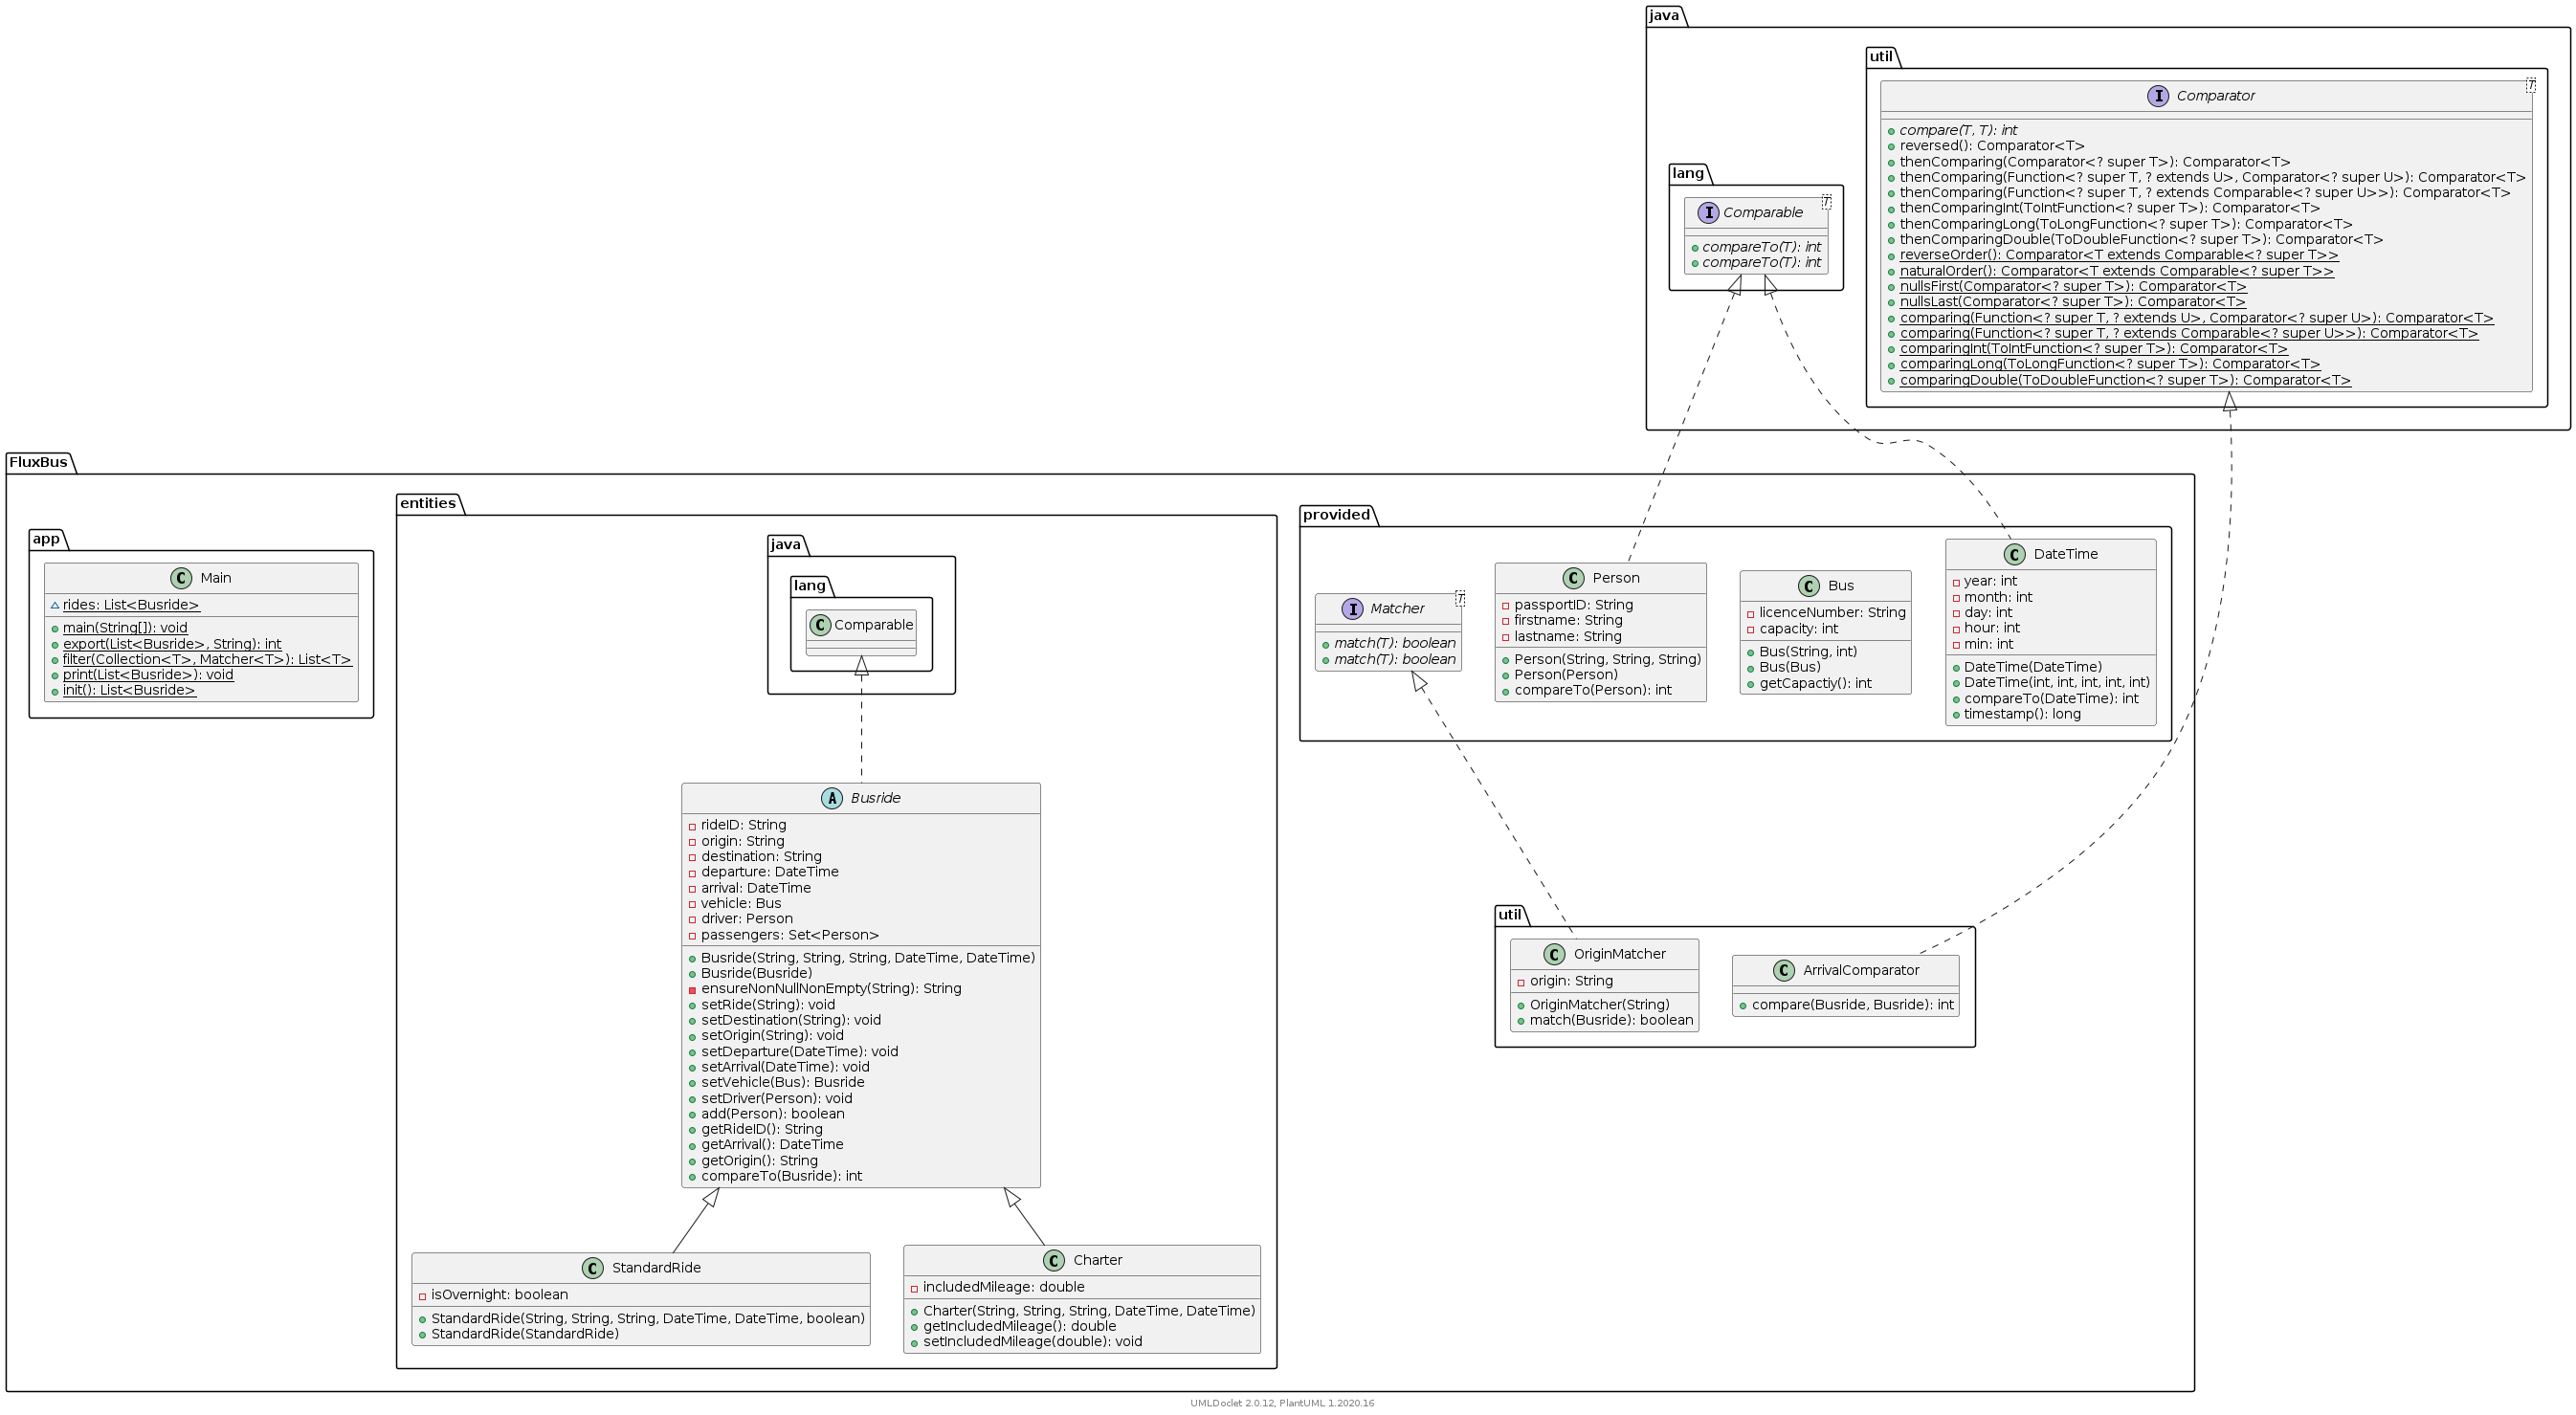 java
util
I Comparator T
compare(T, T): int
reversed(): Comparator<T>
thenComparing(Comparator<? super T>): Comparator<T>
thenComparing(Function<? super T, ? extends U>, Comparator<? super U>): Comparator<T>
thenComparing(Function<? super T, ? extends Comparable<? super U>>): Comparator<T>
thenComparingInt(ToIntFunction<? super T>): Comparator<T>
thenComparingLong(ToLongFunction<? super T>): Comparator<T>
thenComparingDouble(ToDoubleFunction<? super T>): Comparator<T>
reverseOrder(): Comparator<T extends Comparable<? super T>>
naturalOrder(): Comparator<T extends Comparable<? super T>>
nullsFirst(Comparator<? super T>): Comparator<T>
nullsLast(Comparator<? super T>): Comparator<T>
comparing(Function<? super T, ? extends U>, Comparator<? super U>): Comparator<T>
comparing(Function<? super T, ? extends Comparable<? super U>>): Comparator<T>
comparingInt(ToIntFunction<? super T>): Comparator<T>
comparingLong(ToLongFunction<? super T>): Comparator<T>
comparingDouble(ToDoubleFunction<? super T>): Comparator<T>
lang
I Comparable T
compareTo(T): int
compareTo(T): int
FluxBus
app
C Main
rides: List<Busride>
main(String[]): void
export(List<Busride>, String): int
filter(Collection<T>, Matcher<T>): List<T>
print(List<Busride>): void
init(): List<Busride>
entities
java
lang
C Comparable
A Busride
rideID: String
origin: String
destination: String
departure: DateTime
arrival: DateTime
vehicle: Bus
driver: Person
passengers: Set<Person>
Busride(String, String, String, DateTime, DateTime)
Busride(Busride)
ensureNonNullNonEmpty(String): String
setRide(String): void
setDestination(String): void
setOrigin(String): void
setDeparture(DateTime): void
setArrival(DateTime): void
setVehicle(Bus): Busride
setDriver(Person): void
add(Person): boolean
getRideID(): String
getArrival(): DateTime
getOrigin(): String
compareTo(Busride): int
C StandardRide
isOvernight: boolean
StandardRide(String, String, String, DateTime, DateTime, boolean)
StandardRide(StandardRide)
C Charter
includedMileage: double
Charter(String, String, String, DateTime, DateTime)
getIncludedMileage(): double
setIncludedMileage(double): void
provided
I Matcher T
match(T): boolean
match(T): boolean
C Person
passportID: String
firstname: String
lastname: String
Person(String, String, String)
Person(Person)
compareTo(Person): int
C Bus
licenceNumber: String
capacity: int
Bus(String, int)
Bus(Bus)
getCapactiy(): int
C DateTime
year: int
month: int
day: int
hour: int
min: int
DateTime(DateTime)
DateTime(int, int, int, int, int)
compareTo(DateTime): int
timestamp(): long
util
C OriginMatcher
origin: String
OriginMatcher(String)
match(Busride): boolean
C ArrivalComparator
compare(Busride, Busride): int
UMLDoclet 2.0.12, PlantUML 1.2020.16